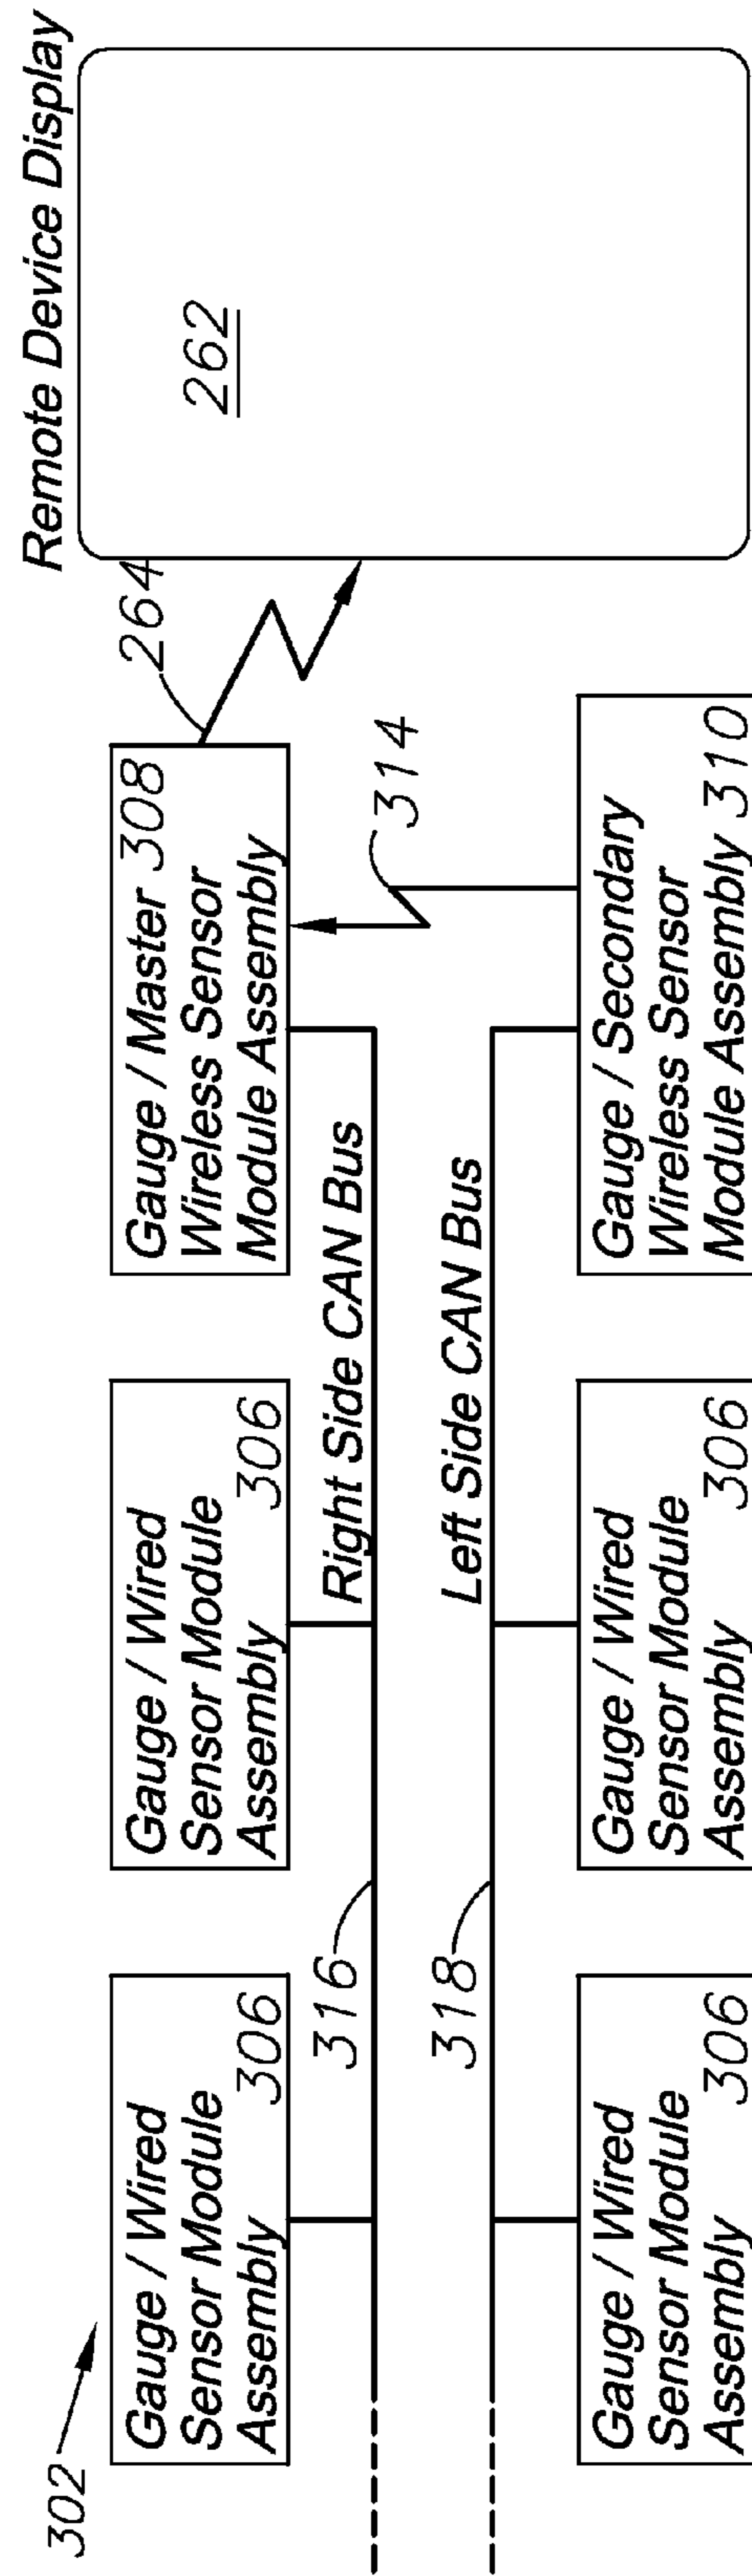 Remote Device Display
262
264
Gauge / Master 308
Wireless Sensor
Module Assembly
314
Gauge / Secondary
Wireless Sensor
Module Assembly 310
Right Side CAN Bus
Left Side CAN Bus
Gauge / Wired
Sensor Module
Assembly 306
Gauge / Wired
Sensor Module
Assembly 306
316
318
Gauge / Wired
Sensor Module
Assembly 306
Gauge / Wired
Sensor Module
Assembly 306
302